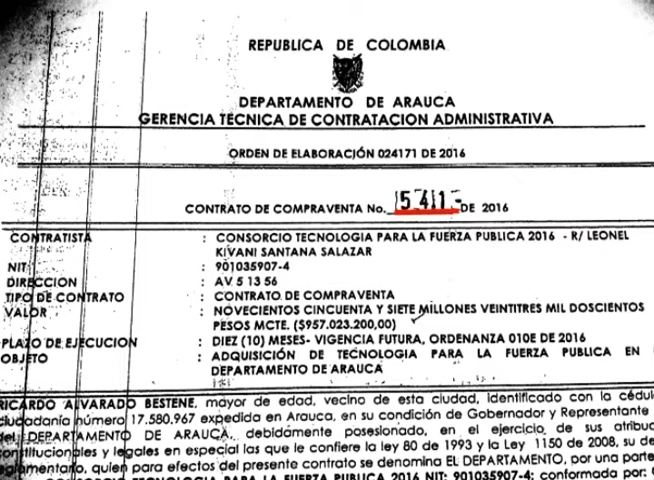 REPUBLICA DE COLOMBIA
DEPARTAMENTO DE ARAUCA
GERENCIA TECNICA DE CONTRATACION ADMINISTRATIVA
ORDEN DE ELABORACIÓN 024171 DE 2016
CONTRATO DE COMPRAVENTA No. 541 - DE 2016
CONTRATISTA : CONSORCIO TECNOLOGIA PARA LA FUERZA PUBLICA 2016 - R/ LEONEL
KIVANI SANTANA SALAZAR
NIT : 901035907-4
DIRECCION : AV 5 13 56
TIPO DE CONTRATO : CONTRATO DE COMPRAVENTA
VALOR : NOVECIENTOS CINCUENTA Y SIETE MILLONES VEINTITRES MIL DOSCIENTOS
PESOS MCTE. ($957.023.200,00)
PLAZO DE EJECUCION : DIEZ (10) MESES- VIGENCIA FUTURA, ORDENANZA 010E DE 2016
OBJETO : ADQUISICIÓN DE TECNOLOGIA PARA LA FUERZA PUBLICA EN
DEPARTAMENTO DE ARAUCA
RICARDO ALVARADO BESTENE, mayor de edad, vecino de esta ciudad, identificado con la cédul
ciudadanía número 17.580.967 expedida en Arauca, en su condición de Gobernador y Representante
del DEPARTAMENTO DE ARAUCA, debidamente posesionado, en el ejercicio de sus atribuc
constitucionales y legales en especial las que le confiere la ley 80 de 1993 y la Ley 1150 de 2008, su de
reglamentario, quien para efectos del presente contrato se denomina EL DEPARTAMENTO, por una parte
CONSORCIO TECNOLOGIA PARA LA FUERZA PUBLICA 2016 NIT: 901035907-4; conformada por: